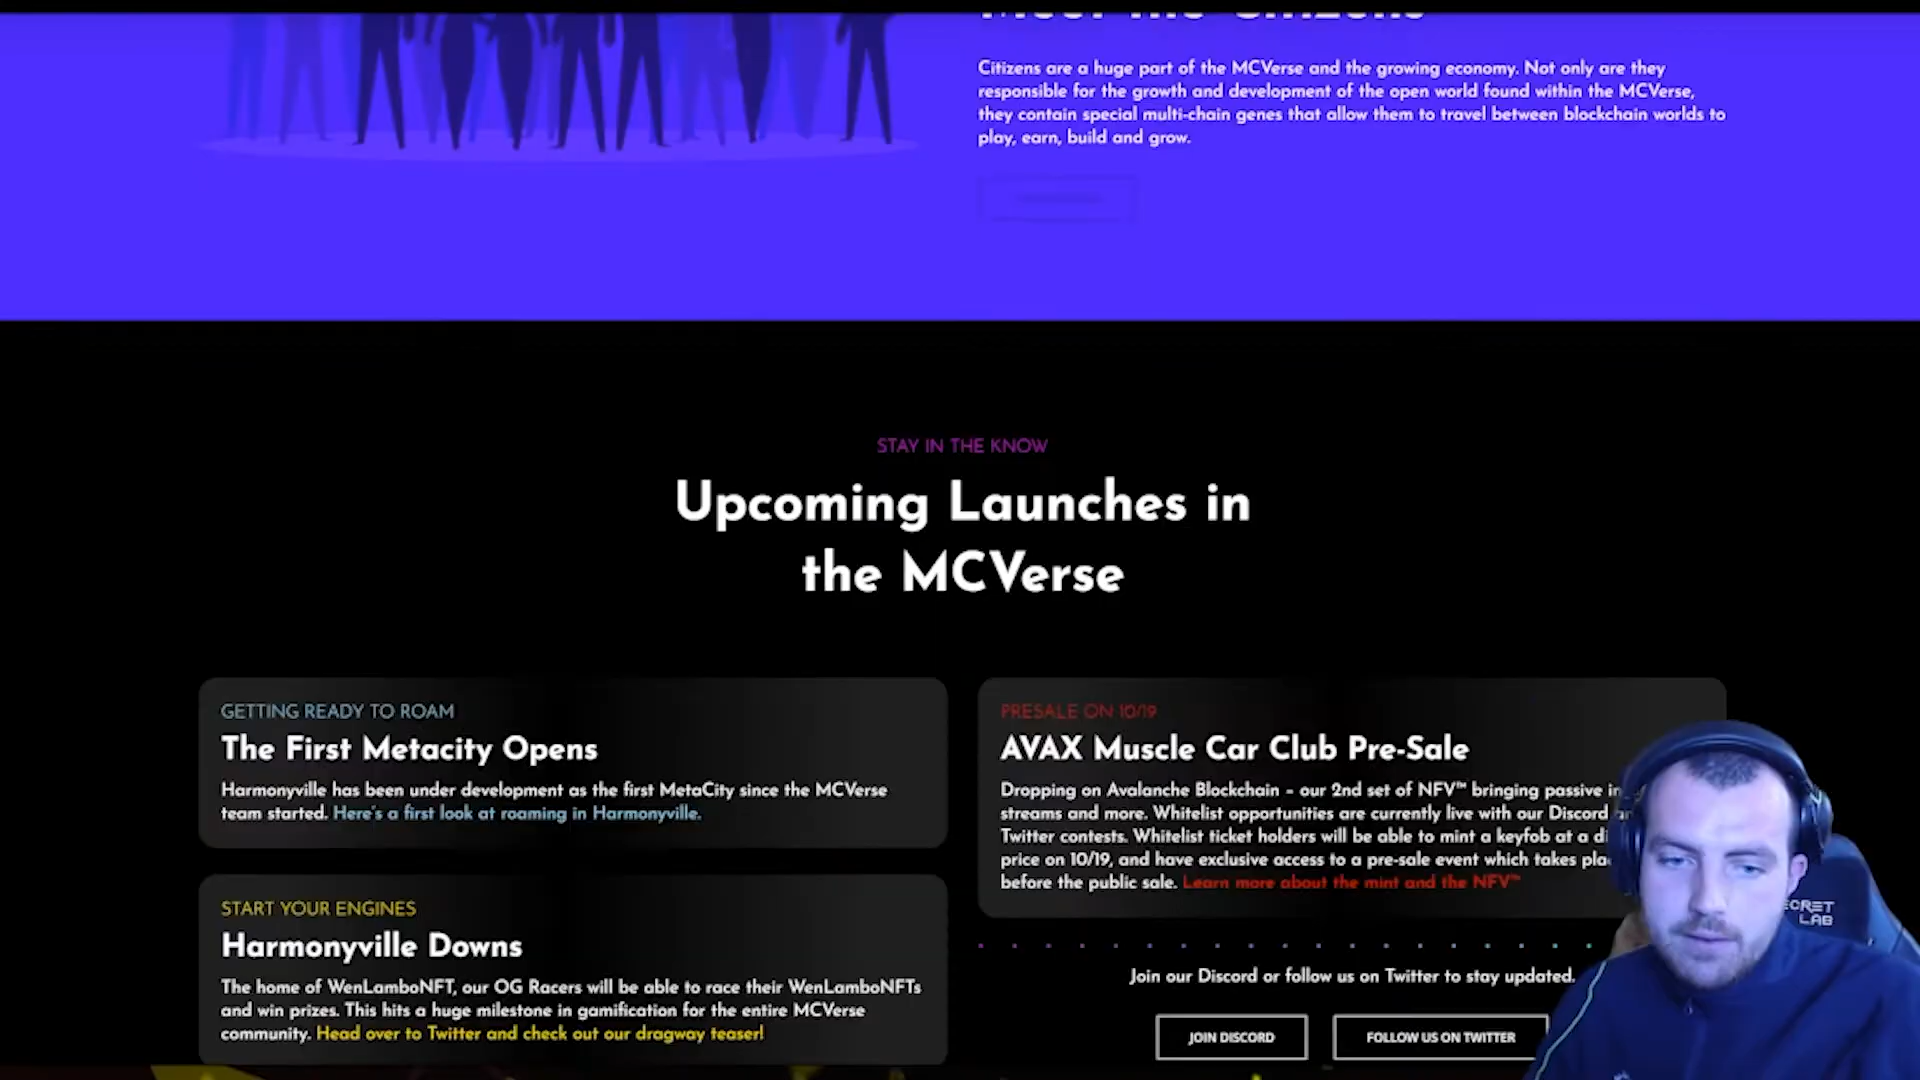 Meet the Citizens
Citizens are a huge part of the MCVerse and the growing economy. Not only are they
responsible for the growth and development of the open world found within the MCVerse,
they contain special multi-chain genes that allow them to travel between blockchain worlds to
play, earn, build and grow.
STAY IN THE KNOW
Upcoming Launches in
the MCVerse
GETTING READY TO ROAM
The First Metacity Opens
Harmonyville has been under development as the first MetaCity since the MCVerse
team started. Here's a first look at roaming in Harmonyville.
START YOUR ENGINES
Harmonyville Downs
The home of WenLamboNFT, our OG Racers will be able to race their WenLamboNFTs
and win prizes. This hits a huge milestone in gamification for the entire MCVerse
community. Head over to Twitter and check out our dragway teaser!
PRESALE ON 10/19
AVAX Muscle Car Club Pre-Sale
Dropping on Avalanche Blockchain - our 2nd set of NFV™ bringing passive
streams and more. Whitelist opportunities are currently live with our Discord
Twitter contests. Whitelist ticket holders will be able to mint a keyfob at a
price on 10/19, and have exclusive access to a pre-sale event which takes
before the public sale. Learn more about the mint and the NFV™
Join our Discord or follow us on Twitter to stay updated.
JOIN DISCORD
FOLLOW US ON TWITTER
SECRET
LAB